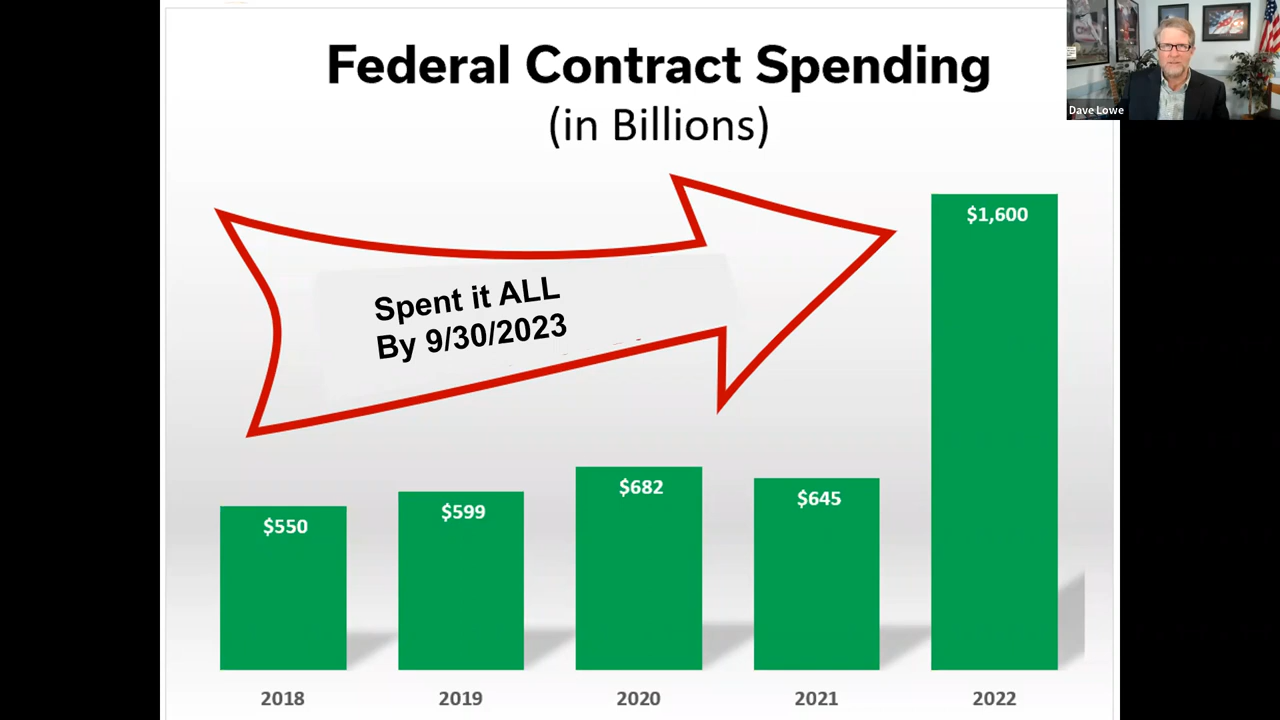 Federal Contract Spending
(in Billions)
Dave Lowe
Spent it ALL
By 9/30/2023
$1,600
$682
$645
$599
$550
2018
2019
2020
2021
2022